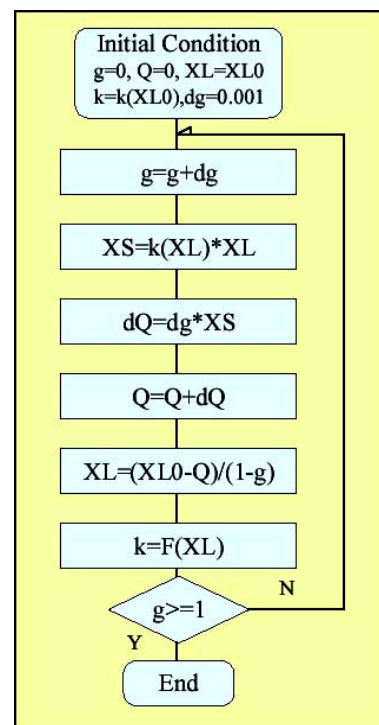 Initial Condition
g=0, Q=0, XL=XL0
k=k(XL0),dg=0.001
g=g+dg
XS=k(XL)*XL
dQ=dg*XS
Q=Q+dQ
XL=(XL0-Q)/(1-g)
k=F(XL)
g>=1
N
Y
End